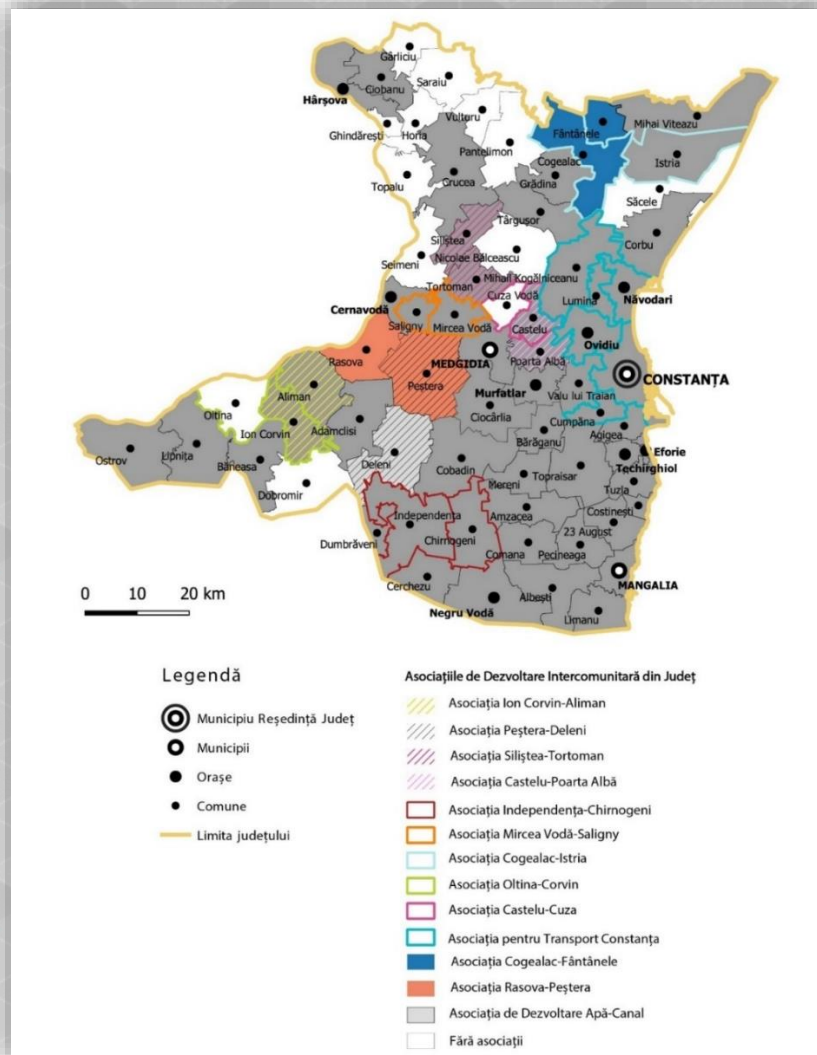 Gârliciu
Saraiu
Ciobanu
Hârșova
Vulturu
Ghindărești
Horia
Fântânele
Mihai Viteazu
Pantelimon
Cogealac
Istria
Topalu
Crucea
Grădina
Săcele
Târgușor
Corbu
Siliștea
Seimeni
Nicolae Bălcescu
Mihail Kogălniceanu
Tortoman
Cuza Vodă
Lumina
Năvodari
Cernavodă
Saligny
Mircea Vodă
Castelu
Ovidiu
Rasova
MEDGIDIA
Poarta Albă
CONSTANȚA
Peștera
Murfatlar
Valu lui Traian
Aliman
Oltina
Ciocârlia
Cumpăna
Ion Corvin
Adamclisi
Bărăganu
Agigea
Eforie
Ostrov
Lipnița
Băneasa
Deleni
Cobadin
Techirghiol
Topraisar
Dobromir
Mereni
Tuzla
Independența
Amzacea
Costinești
23 August
Dumbrăveni
Chirnogeni
Comana
Pecineaga
Cerchezu
MANGALIA
Negru Vodă
Albești
Limanu
0 10 20 km
Legendă
Municipiu Reședință Județ
Municipii
Orașe
Comune
Limita județului
Asociațiile de Dezvoltare Intercomunitară din Județ
Asociația Ion Corvin-Aliman
Asociația Peștera-Deleni
Asociația Siliștea-Tortoman
Asociația Castelu-Poarta Albă
Asociația Independența-Chirnogeni
Asociația Mircea Vodă-Saligny
Asociația Cogealac-Istria
Asociația Oltina-Corvin
Asociația Castelu-Cuza
Asociația pentru Transport Constanța
Asociația Cogealac-Fântânele
Asociația Rasova-Peștera
Asociația de Dezvoltare Apă-Canal
Fără asociații